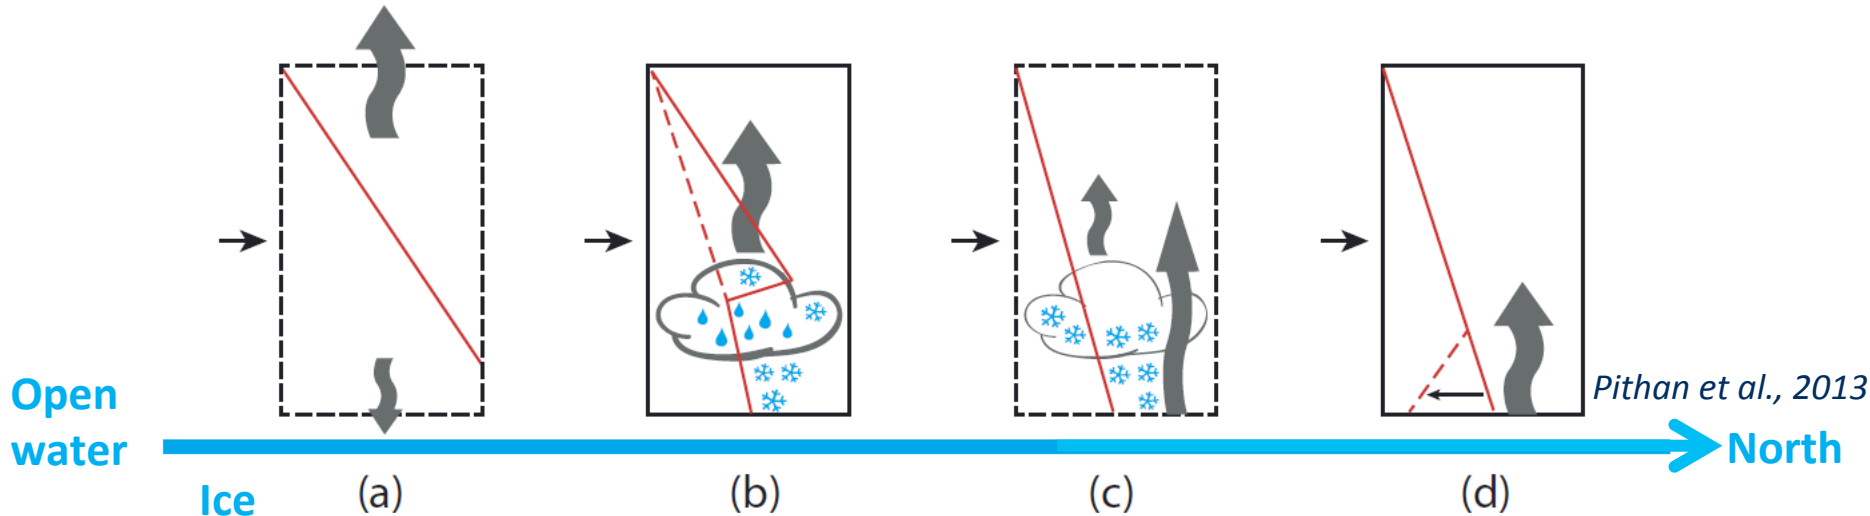 Open
water
Ice
(a)
(b)
(c)
(d)
Pithan et al., 2013
North